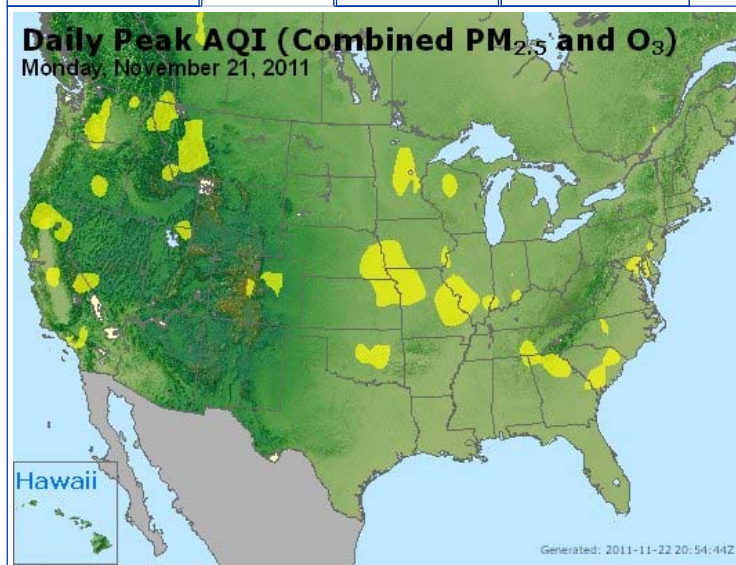 Daily Peak AQI (Combined PM2.5 and O3)
Monday, November 21, 2011
Hawaii
Generated: 2011-11-22 20:54:44Z